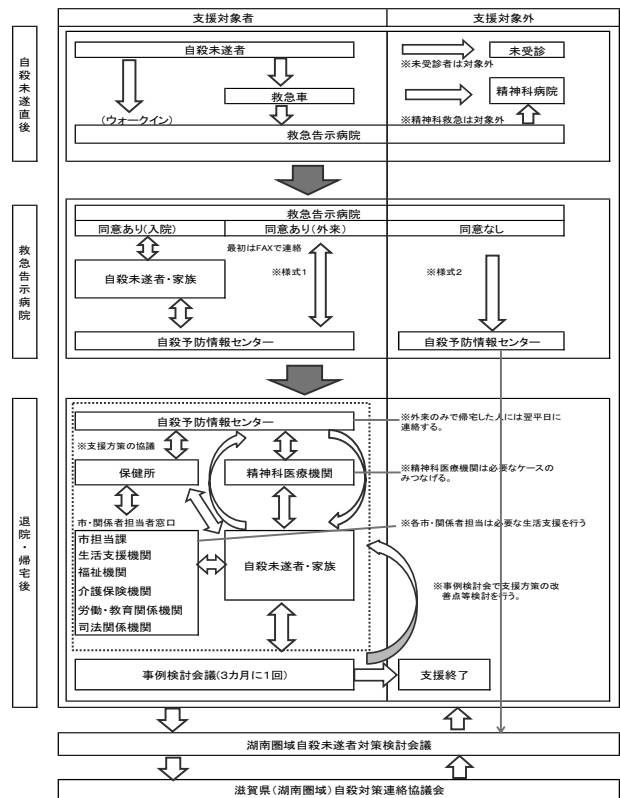 支援対象者
支援対象外
自殺未遂直後
自殺未遂者
未受診
※未受診者は対象外
救急車
精神科病院
(ウォークイン)
※精神科救急は対象外
救急告示病院
救急告示病院
救急告示病院
同意あり(入院)
同意あり(外来)
同意なし
最初はFAXで連絡
自殺未遂者・家族
※様式1
※様式2
自殺予防情報センター
自殺予防情報センター
退院・帰宅後
自殺予防情報センター
※外来のみで帰宅した人には翌平日に
連絡する。
※支援方策の協議
保健所
精神科医療機関
※精神科医療機関は必要なケースの
みつなげる。
市・関係者担当者窓口
※各市・関係者担当は必要な生活支援を行う
市担当課
生活支援機関
福祉機関
介護保険機関
労働・教育関係機関
司法関係機関
自殺未遂者・家族
※事例検討会で支援方策の改
善点等検討を行う。
事例検討会議(3カ月に1回)
支援終了
湖南圏域自殺未遂者対策検討会議
滋賀県(湖南圏域)自殺対策連絡協議会